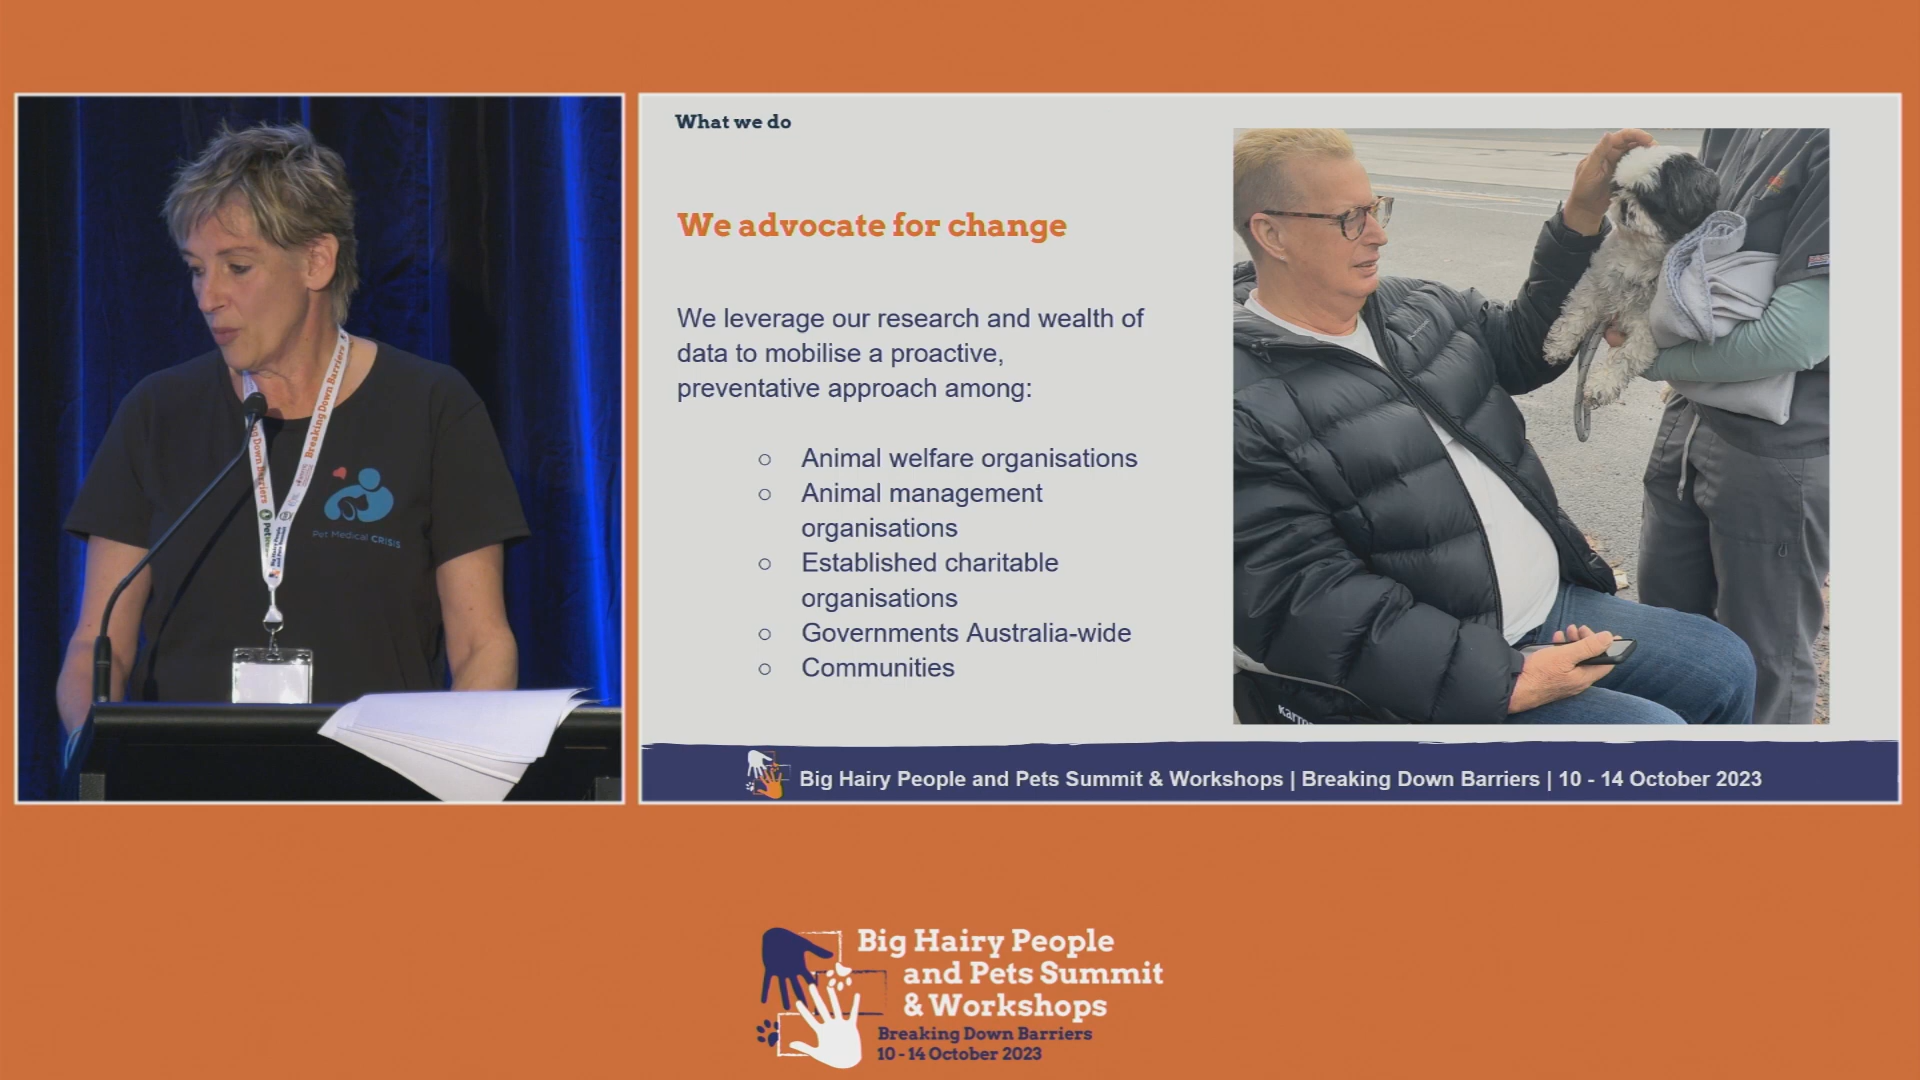 What we do
We advocate for change
We leverage our research and wealth of
data to mobilise a proactive,
preventative approach among:
Animal welfare organisations
Animal management
organisations
Established charitable
organisations
Governments Australia-wide
Communities
Big Hairy People and Pets Summit & Workshops | Breaking Down Barriers | 10 - 14 October 2023
Breaking Down Barriers
Pet Medical CRISIS
Big Hairy People
and Pets Summit
& Workshops
Breaking Down Barriers
10 - 14 October 2023